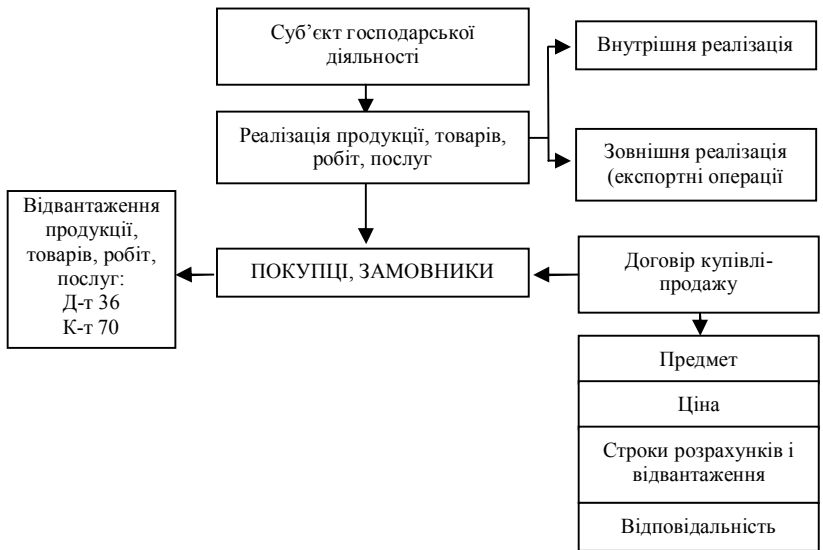 Суб’єкт господарської
діяльності
Внутрішня реалізація
Реалізація продукції, товарів,
робіт, послуг
Зовнішня реалізація
(експортні операції
Відвантаження
продукції,
товарів, робіт,
послуг:
Д-т 36
К-т 70
ПОКУПЦІ, ЗАМОВНИКИ
Договір купівлі-
продажу
Предмет
Ціна
Строки розрахунків і
відвантаження
Відповідальність